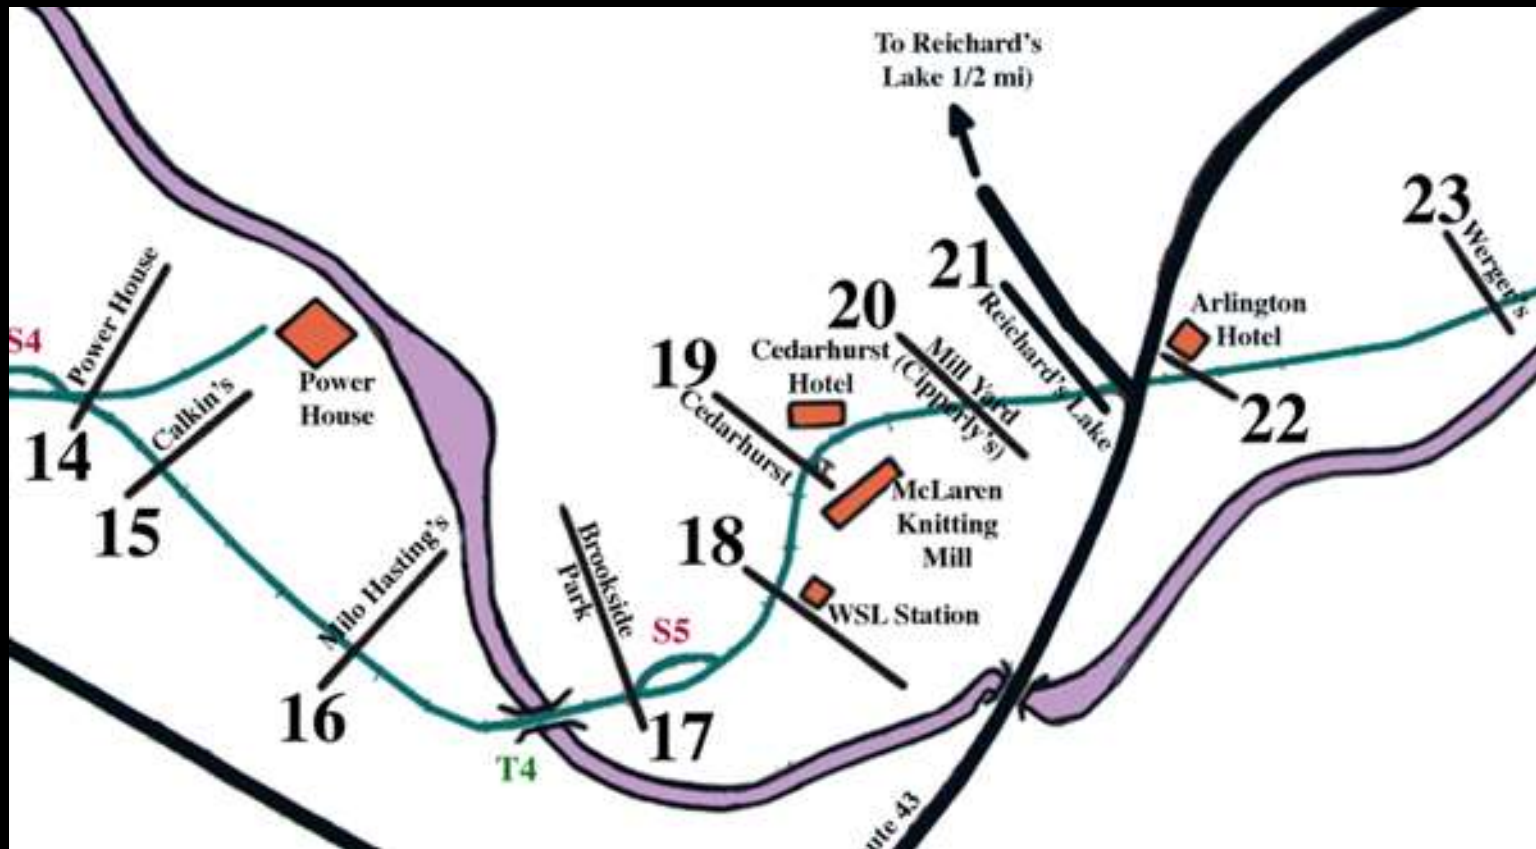 To Reichard's
Lake 1/2 mi)
23
Werger's
21
Reichard's Lake
20
Mill Yard
(Cipperly's)
Arlington
Hotel
22
19
Cedarhurst
Cedarhurst
Hotel
S4
Power House
14
Power
House
Calkin's
15
McLaren
Knitting
Mill
18
WSL Station
Milo Hasting's
16
Brookside
Park
S5
17
T4
43